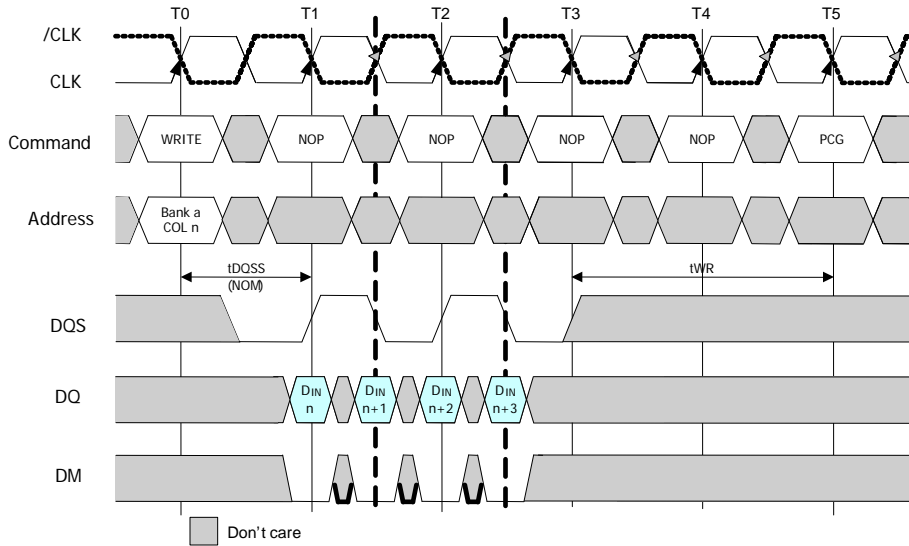 T0 T1 T2 T3 T4 T5
/CLK
CLK
Command WRITE NOP NOP NOP NOP PCG
Address Bank a
COL n
tDQSS
(NOM)
tWR
DQS
DQ DIN DIN DIN DIN
n n+1 n+2 n+3
DM
Don't care